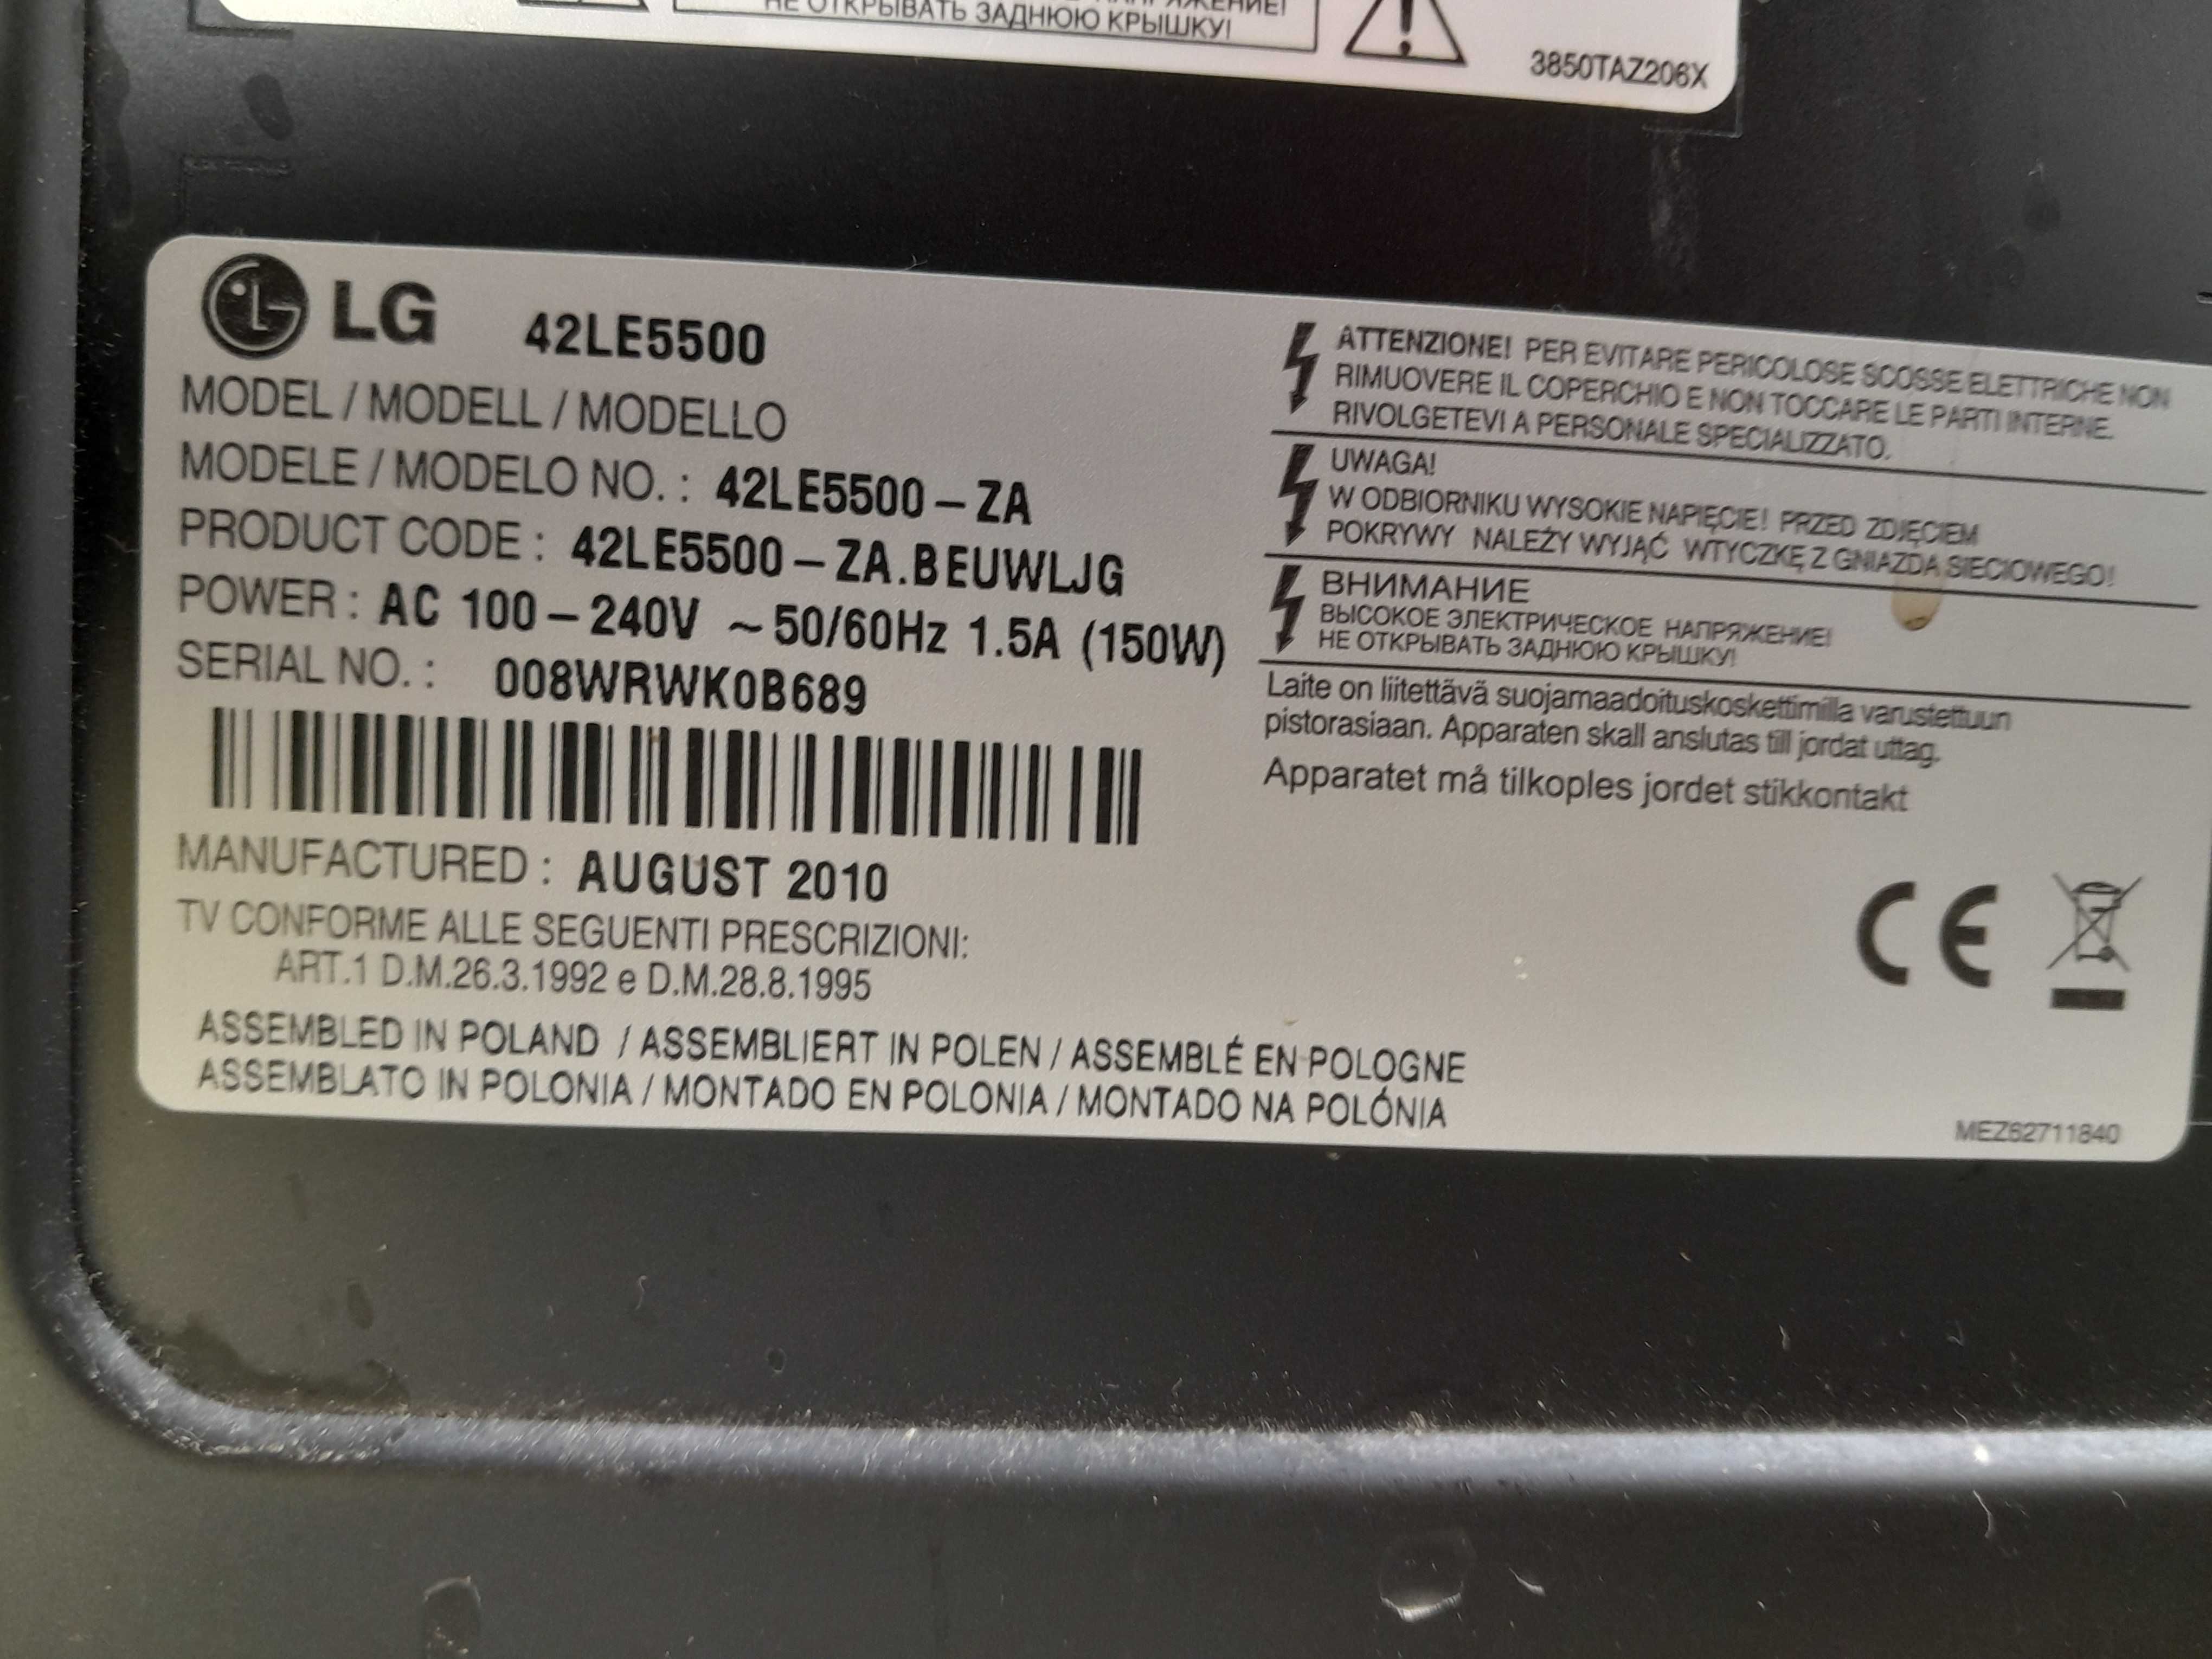 НЕ ОТКРЫВАТЬ ЗАДНЮЮ КРЫШКУ!
3850TAZ206X
LG 42LE5500
MODEL / MODELL / MODELLO
MODELE / MODELO NO. : 42LE5500-ZA
PRODUCT CODE : 42LE5500-ZA.BEUWLJG
POWER : AC 100-240V ~50/60Hz 1.5A (150W)
SERIAL NO. : 008WRWK0B689
MANUFACTURED : AUGUST 2010
TV CONFORME ALLE SEGUENTI PRESCRIZIONI:
ART.1 D.M.26.3.1992 e D.M.28.8.1995
ASSEMBLED IN POLAND / ASSEMBLIERT IN POLEN / ASSEMBLÉ EN POLOGNE
ASSEMBLATO IN POLONIA / MONTADO EN POLONIA / MONTADO NA POLÓNIA
ATTENZIONE! PER EVITARE PERICOLOSE SCOSSE ELETTRICHE NON
RIMUOVERE IL COPERCHIO E NON TOCCARE LE PARTI INTERNE.
RIVOLGETEVI A PERSONALE SPECIALIZZATO.
UWAGA!
W ODBIORNIKU WYSOKIE NAPIĘCIE! PRZED ZDJĘCIEM
POKRYWY NALEŻY WYJĄĆ WTYCZKĘ Z GNIAZDA SIECIOWEGO!
ВНИМАНИЕ
ВЫСОКОЕ ЭЛЕКТРИЧЕСКОЕ НАПРЯЖЕНИЕ!
НЕ ОТКРЫВАТЬ ЗАДНЮЮ КРЫШКУ!
Laite on liitettävä suojamaadoituskoskettimilla varustettuun
pistorasiaan. Apparaten skall anslutas till jordat uttag.
Apparatet må tilkoples jordet stikkontakt
CE
MEZ62711840